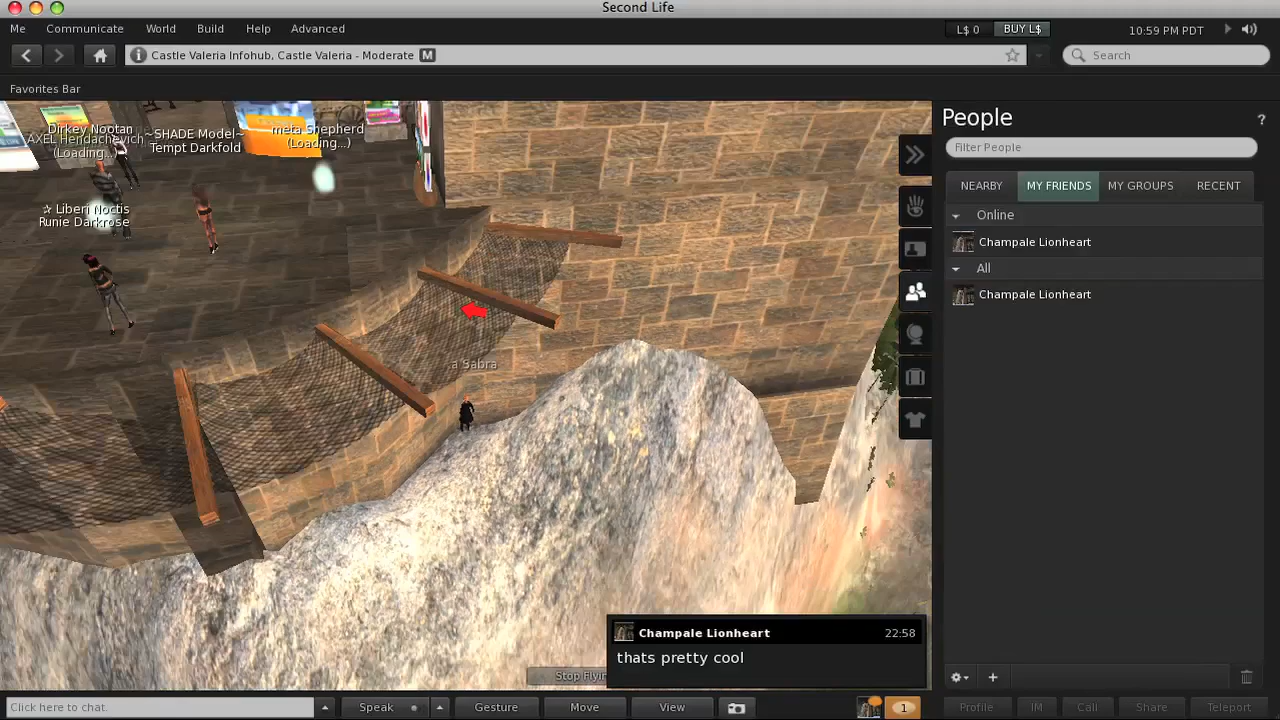 Second Life
Me Communicate World Build Help Advanced
L$ 0 BUY L$ 10:59 PM PDT
Castle Valeria Infohub, Castle Valeria - Moderate M
Search
Favorites Bar
People
?
Filter People
NEARBY MY FRIENDS MY GROUPS RECENT
Online
Champale Lionheart
All
Champale Lionheart
Dirkey Nootan
AXEL Hendachevich
(Loading...)
~SHADE Model~
Tempt Darkfold
meta Shepherd
(Loading...)
☆ Liberi Noctis
Runie Darkrose
a Sabra
Champale Lionheart 22:58
thats pretty cool
Stop Flyin
Click here to chat.
Speak Gesture Move View
1
Profile IM Call Share Teleport